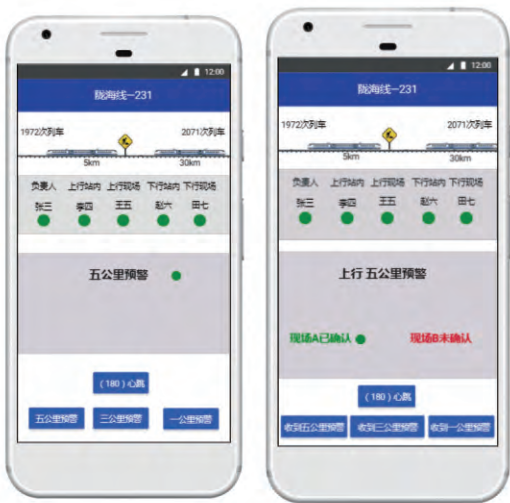 12:00
陇海线-231
1972次列车 2071次列车
5km 30km
负责人 上行站内 上行现场 下行站内 下行现场
张三 李四 王五 赵六 田七
五公里预警
(180)心跳
五公里预警 三公里预警 一公里预警
12:00
陇海线-231
1972次列车 2071次列车
5km 30km
负责人 上行站内 上行现场 下行站内 下行现场
张三 李四 王五 赵六 田七
上行 五公里预警
现场A已确认 现场B未确认
(180)心跳
收到五公里预警 收到三公里预警 收到一公里预警